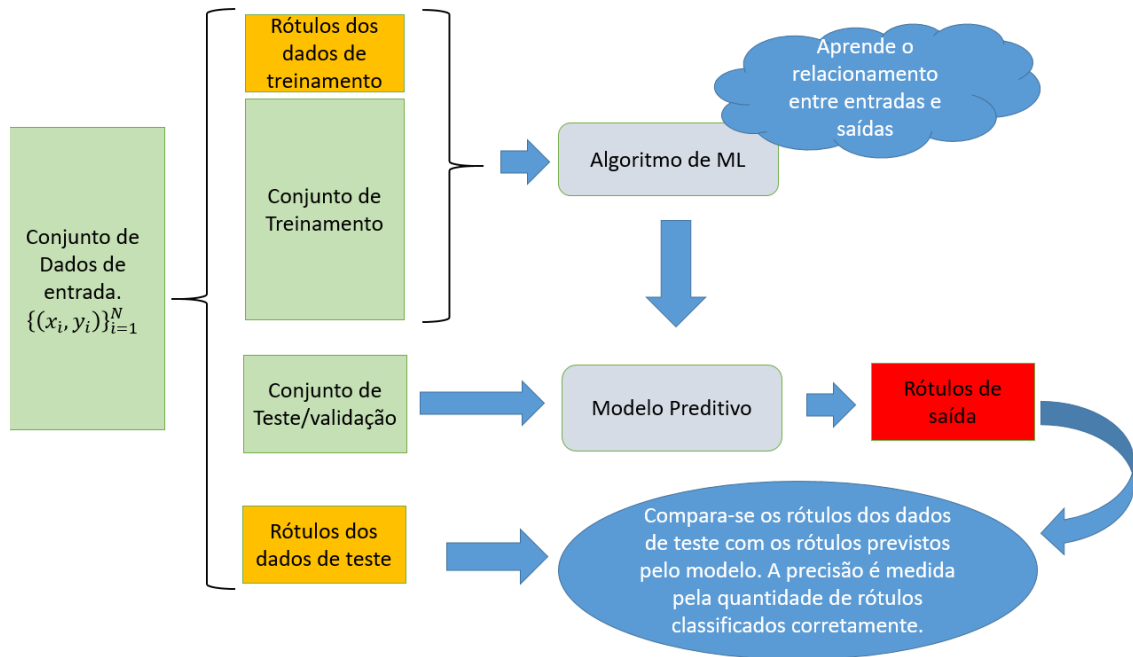 Rótulos dos
dados de
treinamento
Aprende o
relacionamento
entre entradas e
saídas
Algoritmo de ML
Conjunto de
Treinamento
Conjunto de
Dados de
entrada.
{(xᵢ, yᵢ)}ᵢ₌₁ᴺ
Conjunto de
Teste/validação
Modelo Preditivo
Rótulos de
saída
Rótulos dos
dados de teste
Compara-se os rótulos dos dados
de teste com os rótulos previstos
pelo modelo. A precisão é medida
pela quantidade de rótulos
classificados corretamente.